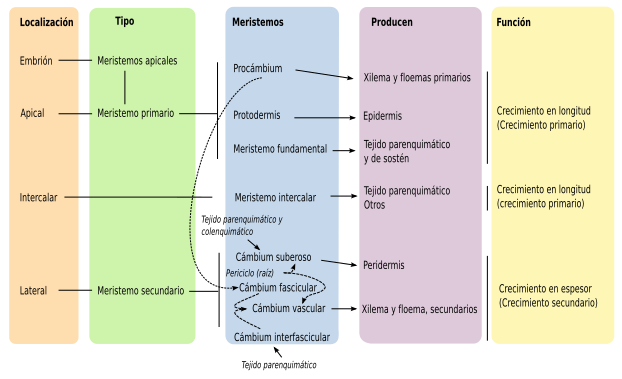 Localización
Tipo
Meristemos
Producen
Función
Embrión
Meristemos apicales
Procámbium
Xilema y floemas primarios
Apical
Meristemo primario
Protodermis
Epidermis
Crecimiento en longitud
(Crecimiento primario)
Meristemo fundamental
Tejido parenquimático
y de sostén
Intercalar
Meristemo intercalar
Tejido parenquimático
Otros
Crecimiento en longitud
(crecimiento primario)
Tejido parenquimático y
colenquimático
Cámbium suberoso
Peridermis
Periciclo (raíz)
Lateral
Meristemo secundario
Cámbium fascicular
Crecimiento en espesor
(Crecimiento secundario)
Cámbium vascular
Xilema y floema, secundarios
Cámbium interfascicular
Tejido parenquimático